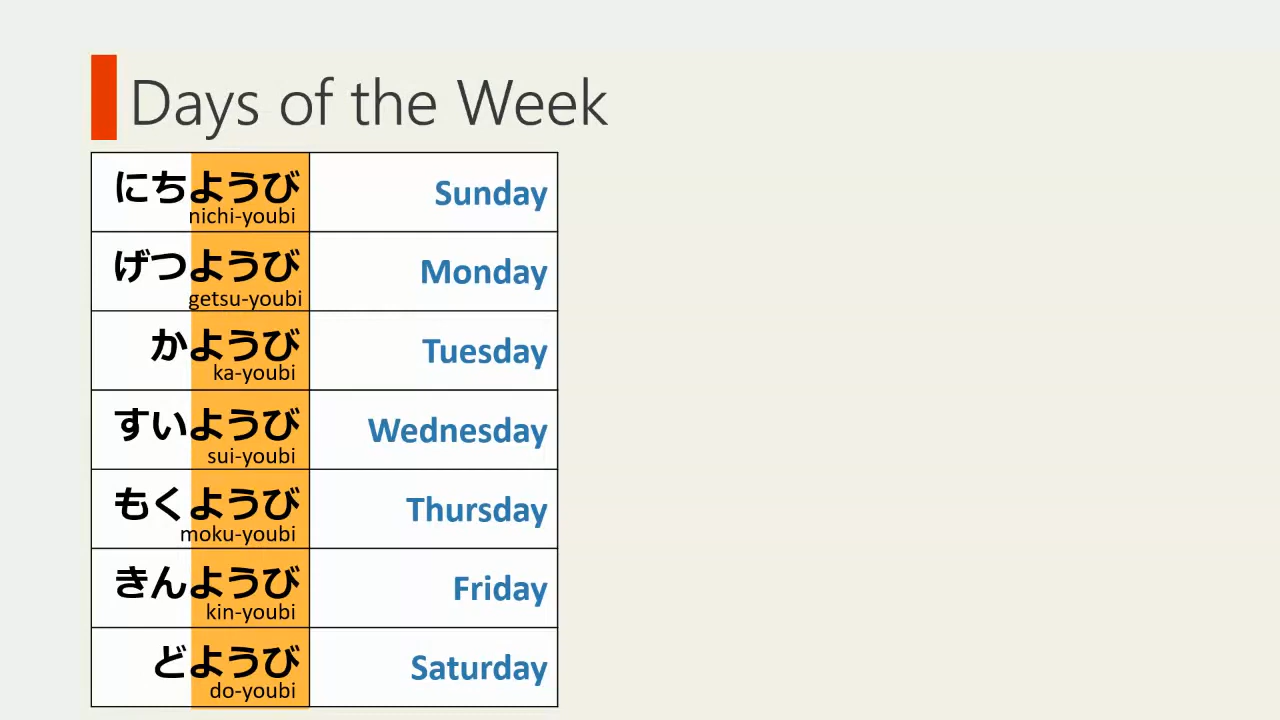 Days of the Week
にちようび
nichi-youbi
Sunday
げつようび
getsu-youbi
Monday
かようび
ka-youbi
Tuesday
すいようび
sui-youbi
Wednesday
もくようび
moku-youbi
Thursday
きんようび
kin-youbi
Friday
どようび
do-youbi
Saturday